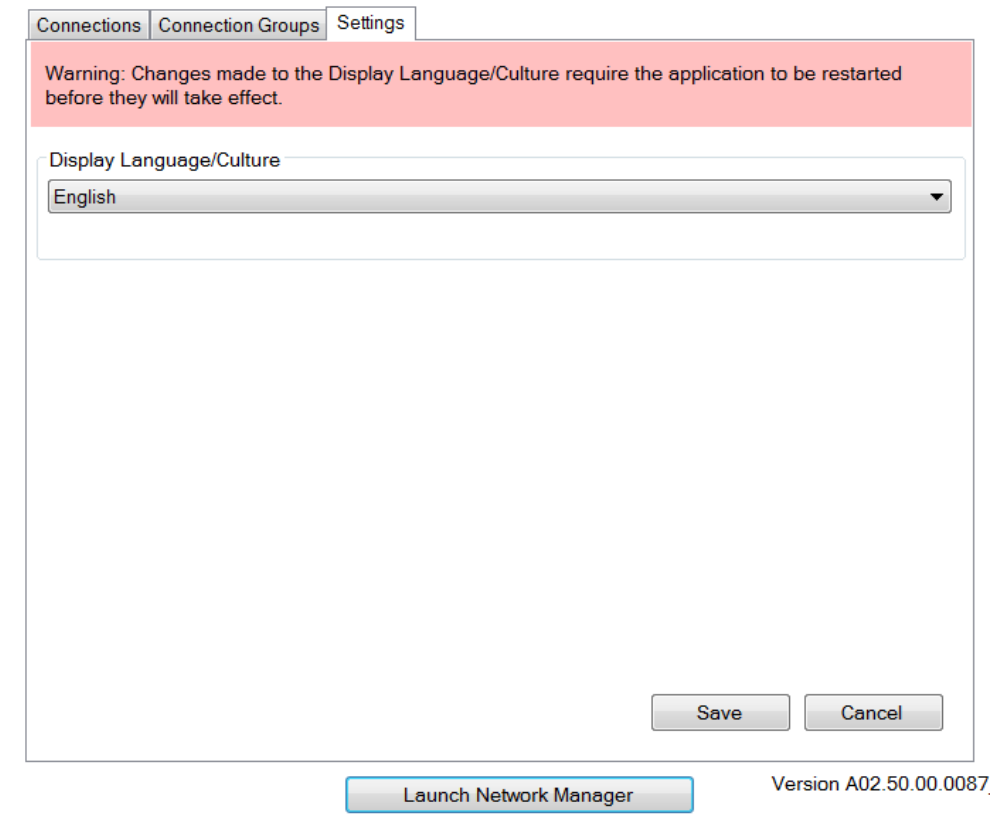 Connections Connection Groups Settings
Warning: Changes made to the Display Language/Culture require the application to be restarted
before they will take effect.
Display Language/Culture
English
Save Cancel
Launch Network Manager Version A02.50.00.0087_